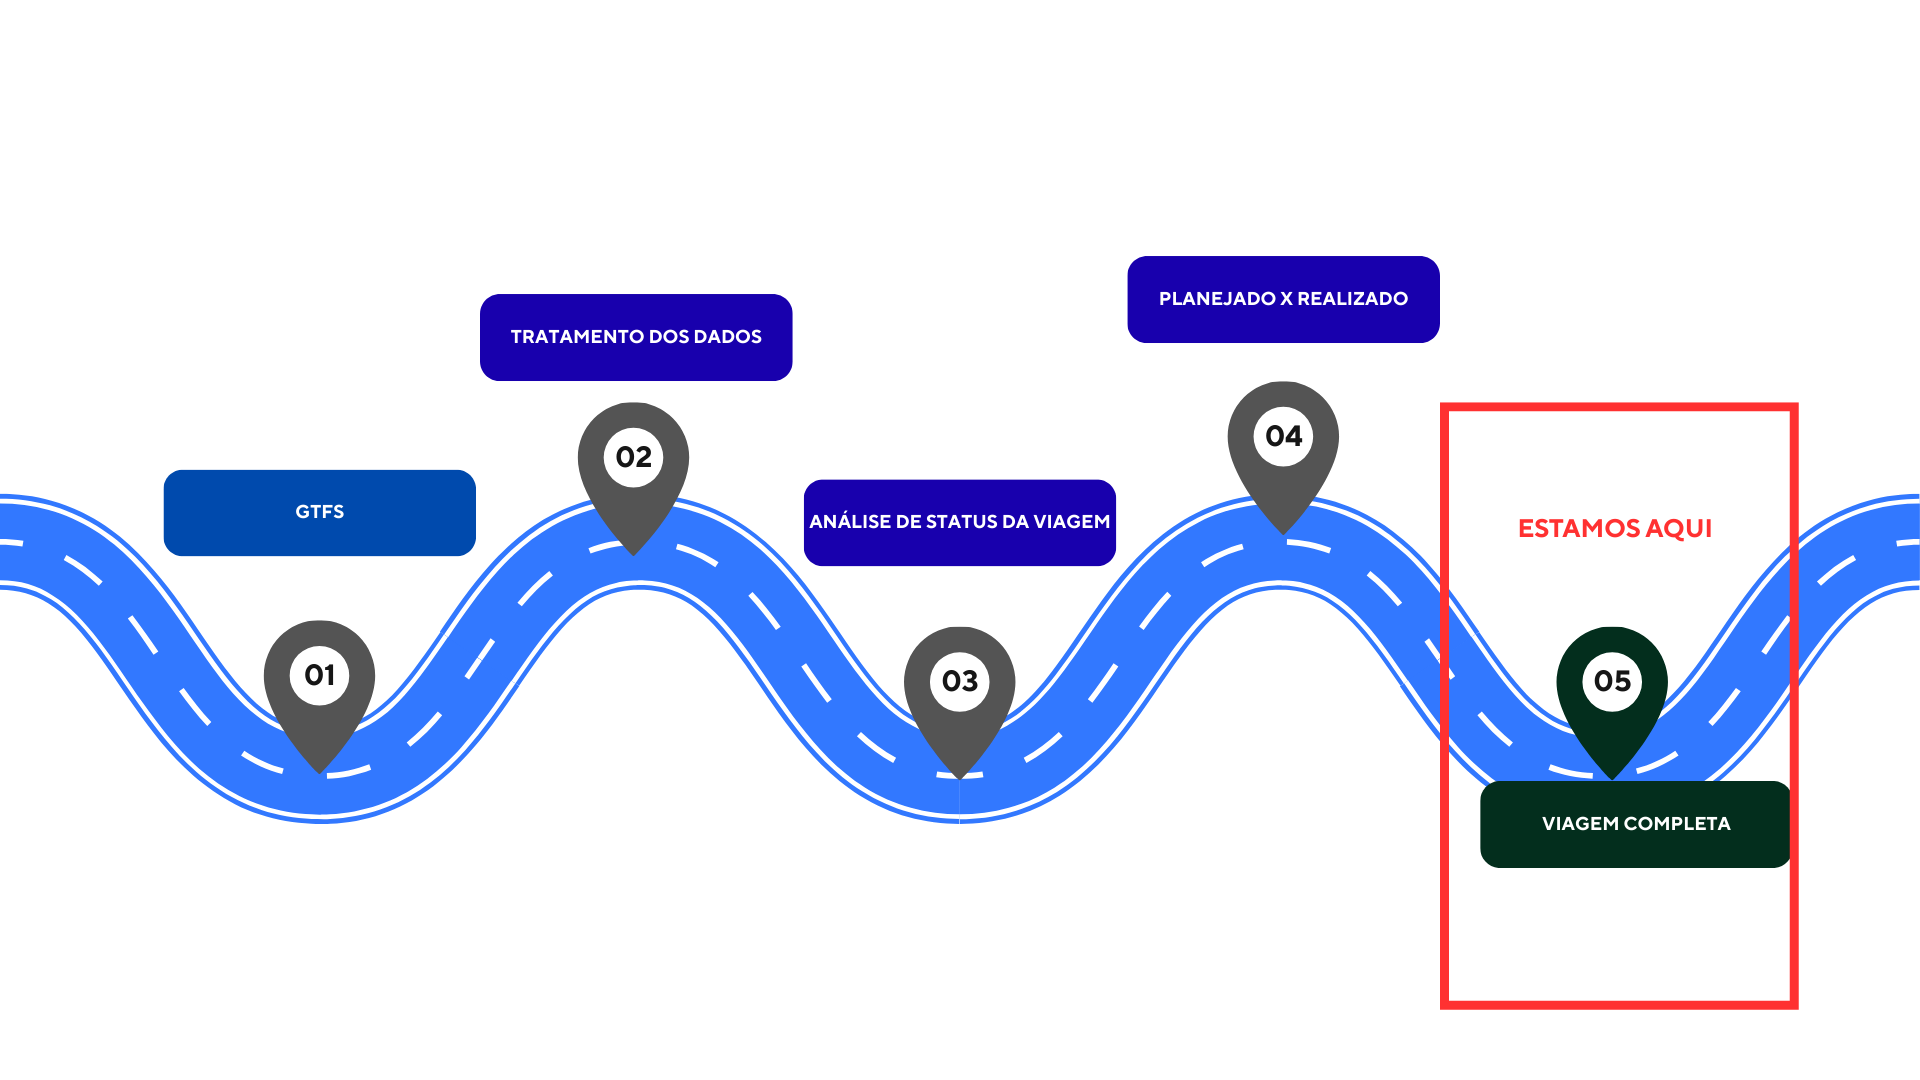 GTFS
01
TRATAMENTO DOS DADOS
02
ANÁLISE DE STATUS DA VIAGEM
03
PLANEJADO X REALIZADO
04
ESTAMOS AQUI
05
VIAGEM COMPLETA